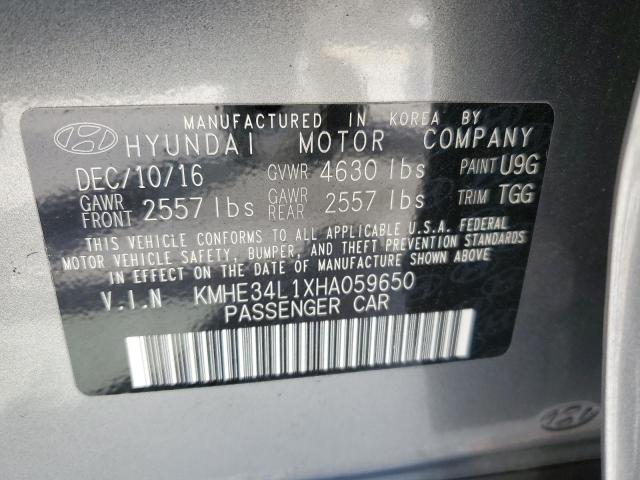 MANUFACTURED IN KOREA BY
HYUNDAI MOTOR COMPANY
DEC/10/16 GVWR 4630 lbs PAINT U9G
GAWR FRONT 2557 lbs GAWR REAR 2557 lbs TRIM TGG
THIS VEHICLE CONFORMS TO ALL APPLICABLE U.S.A. FEDERAL
MOTOR VEHICLE SAFETY, BUMPER, AND THEFT PREVENTION STANDARDS
IN EFFECT ON THE DATE OF MANUFACTURE SHOWN ABOVE
V.I.N KMHE34L1XHA059650
PASSENGER CAR